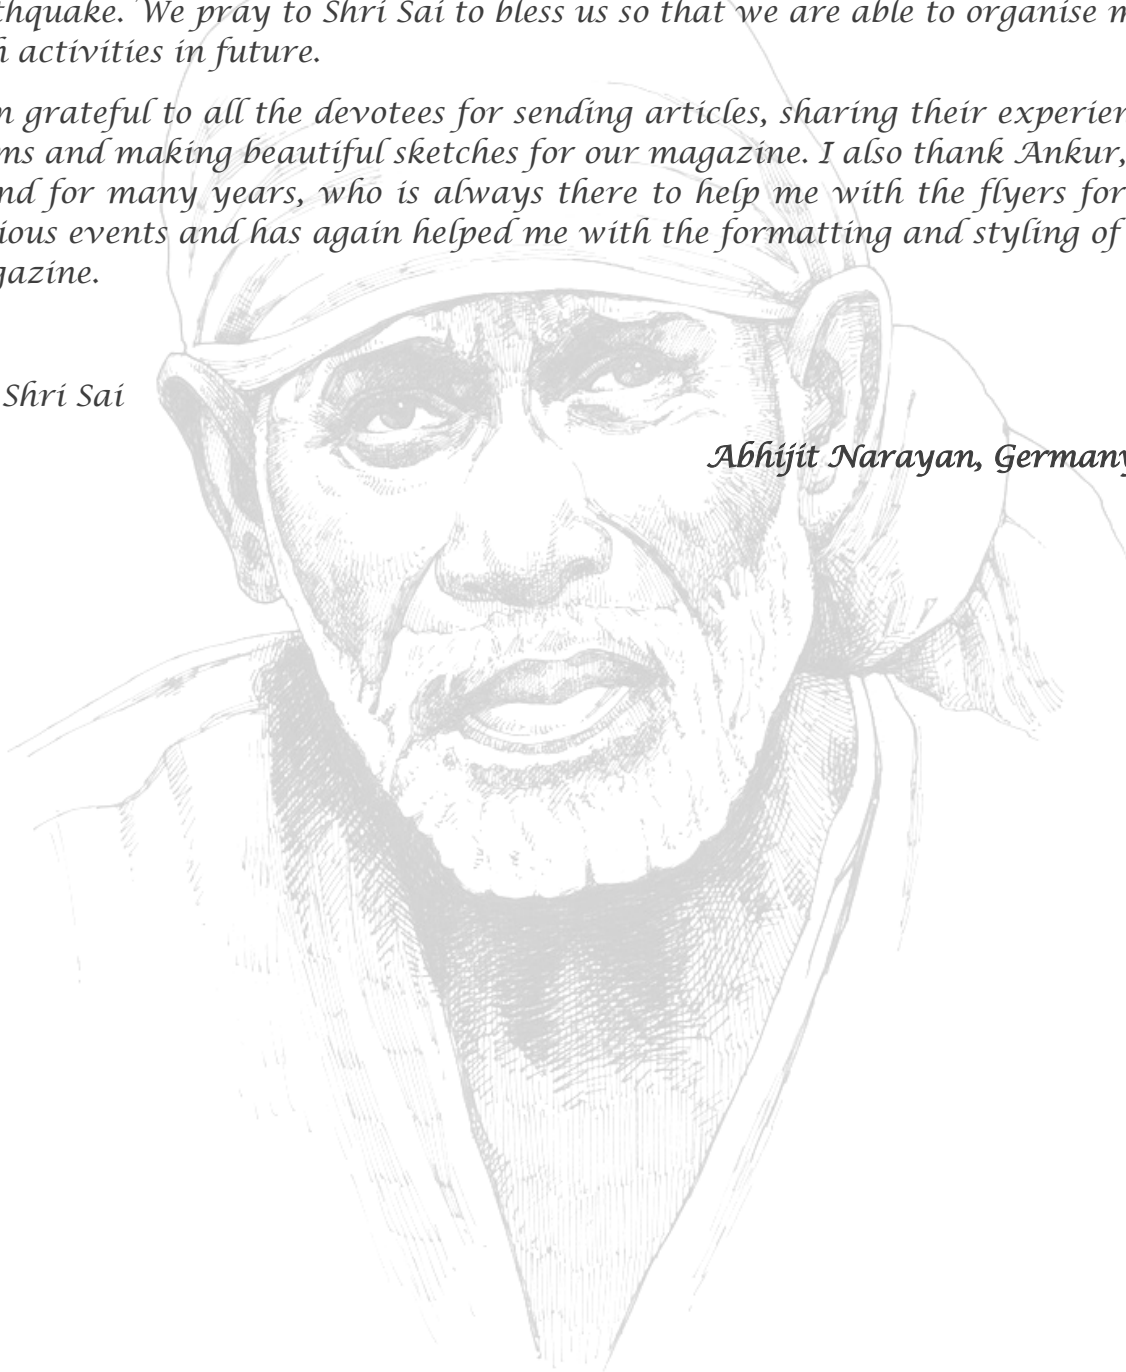 thquake. We pray to Shri Sai to bless us so that we are able to organise
activities in future.
grateful to all the devotees for sending articles, sharing their
ms and making beautiful sketches for our magazine. I also thank Ankur,
nd for many years, who is always there to help me with the flyers for
ious events and has again helped me with the formatting and styling of
gazine.
Shri Sai
Abhijit Narayan, Germany